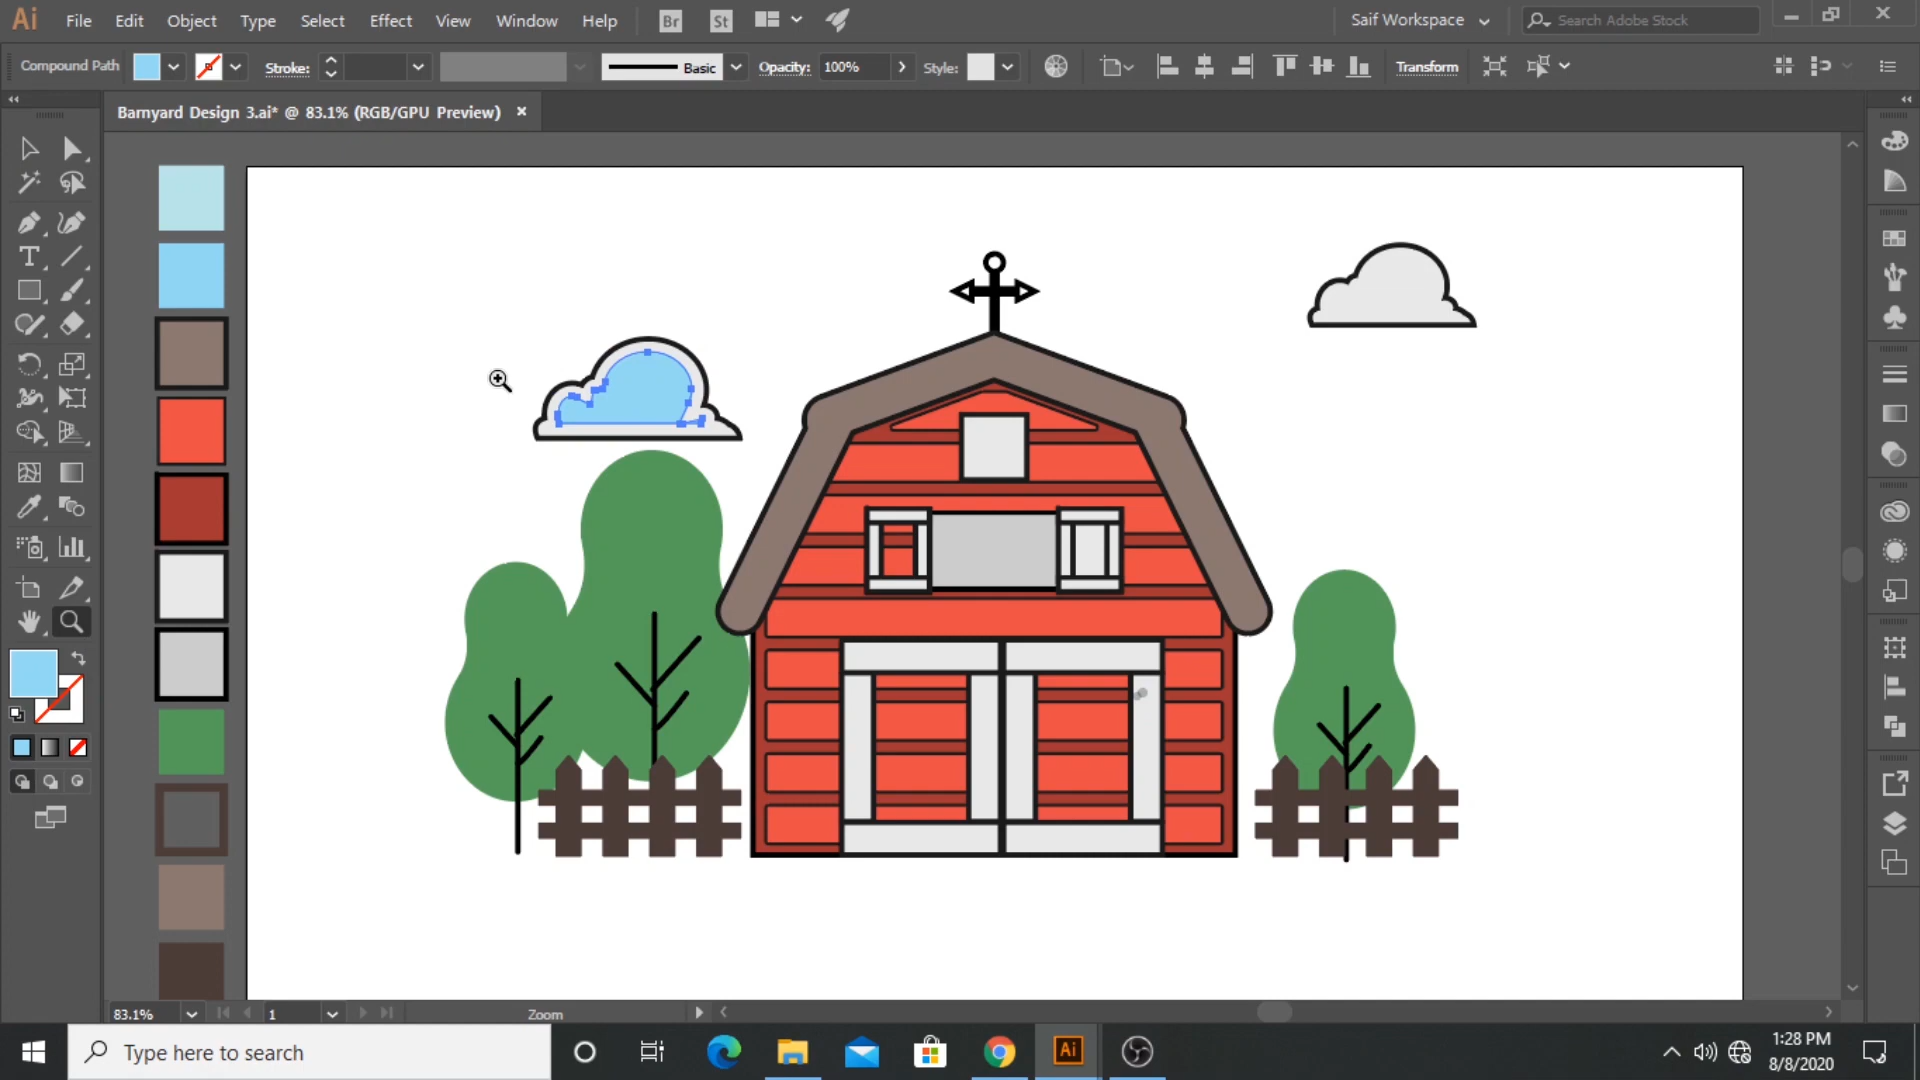 Ai File Edit Object Type Select Effect View Window Help Br St Saif Workspace Search Adobe Stock
Compound Path Stroke: Basic Opacity: 100% Style: Transform
Barnyard Design 3.ai* @ 83.1% (RGB/GPU Preview)
T
83.1% 1 Zoom
Type here to search
Ai
1:28 PM
8/8/2020